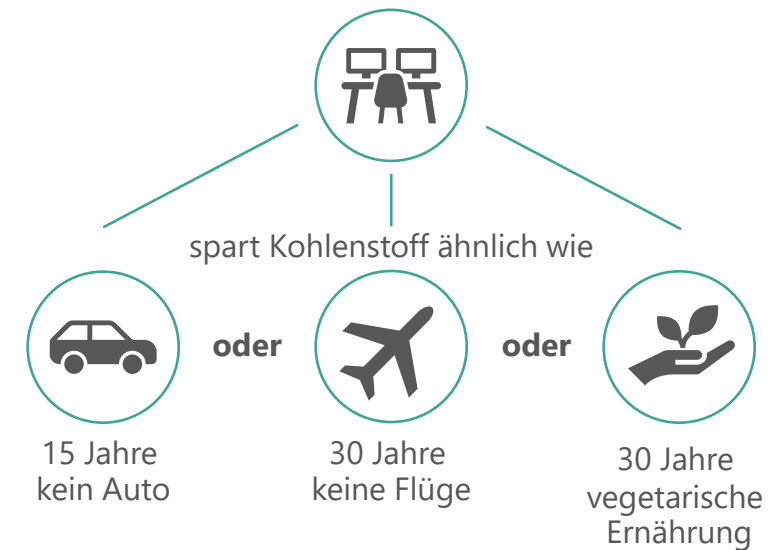 spart Kohlenstoff ähnlich wie
oder
oder
15 Jahre
kein Auto
30 Jahre
keine Flüge
30 Jahre
vegetarische
Ernährung